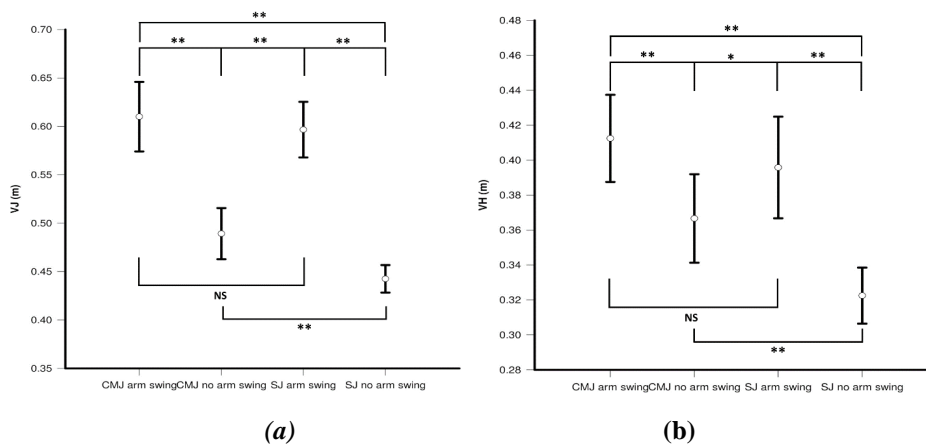 **
** ** **
0.70
0.65
0.60
0.55
0.50
0.45
0.40
0.35
VJ (m)
NS
**
CMJ arm swing CMJ no arm swing SJ arm swing SJ no arm swing
(a)
**
** * **
0.48
0.46
0.44
0.42
0.40
0.38
0.36
0.34
0.32
0.30
0.28
VH (m)
NS
**
CMJ arm swing CMJ no arm swing SJ arm swing SJ no arm swing
(b)